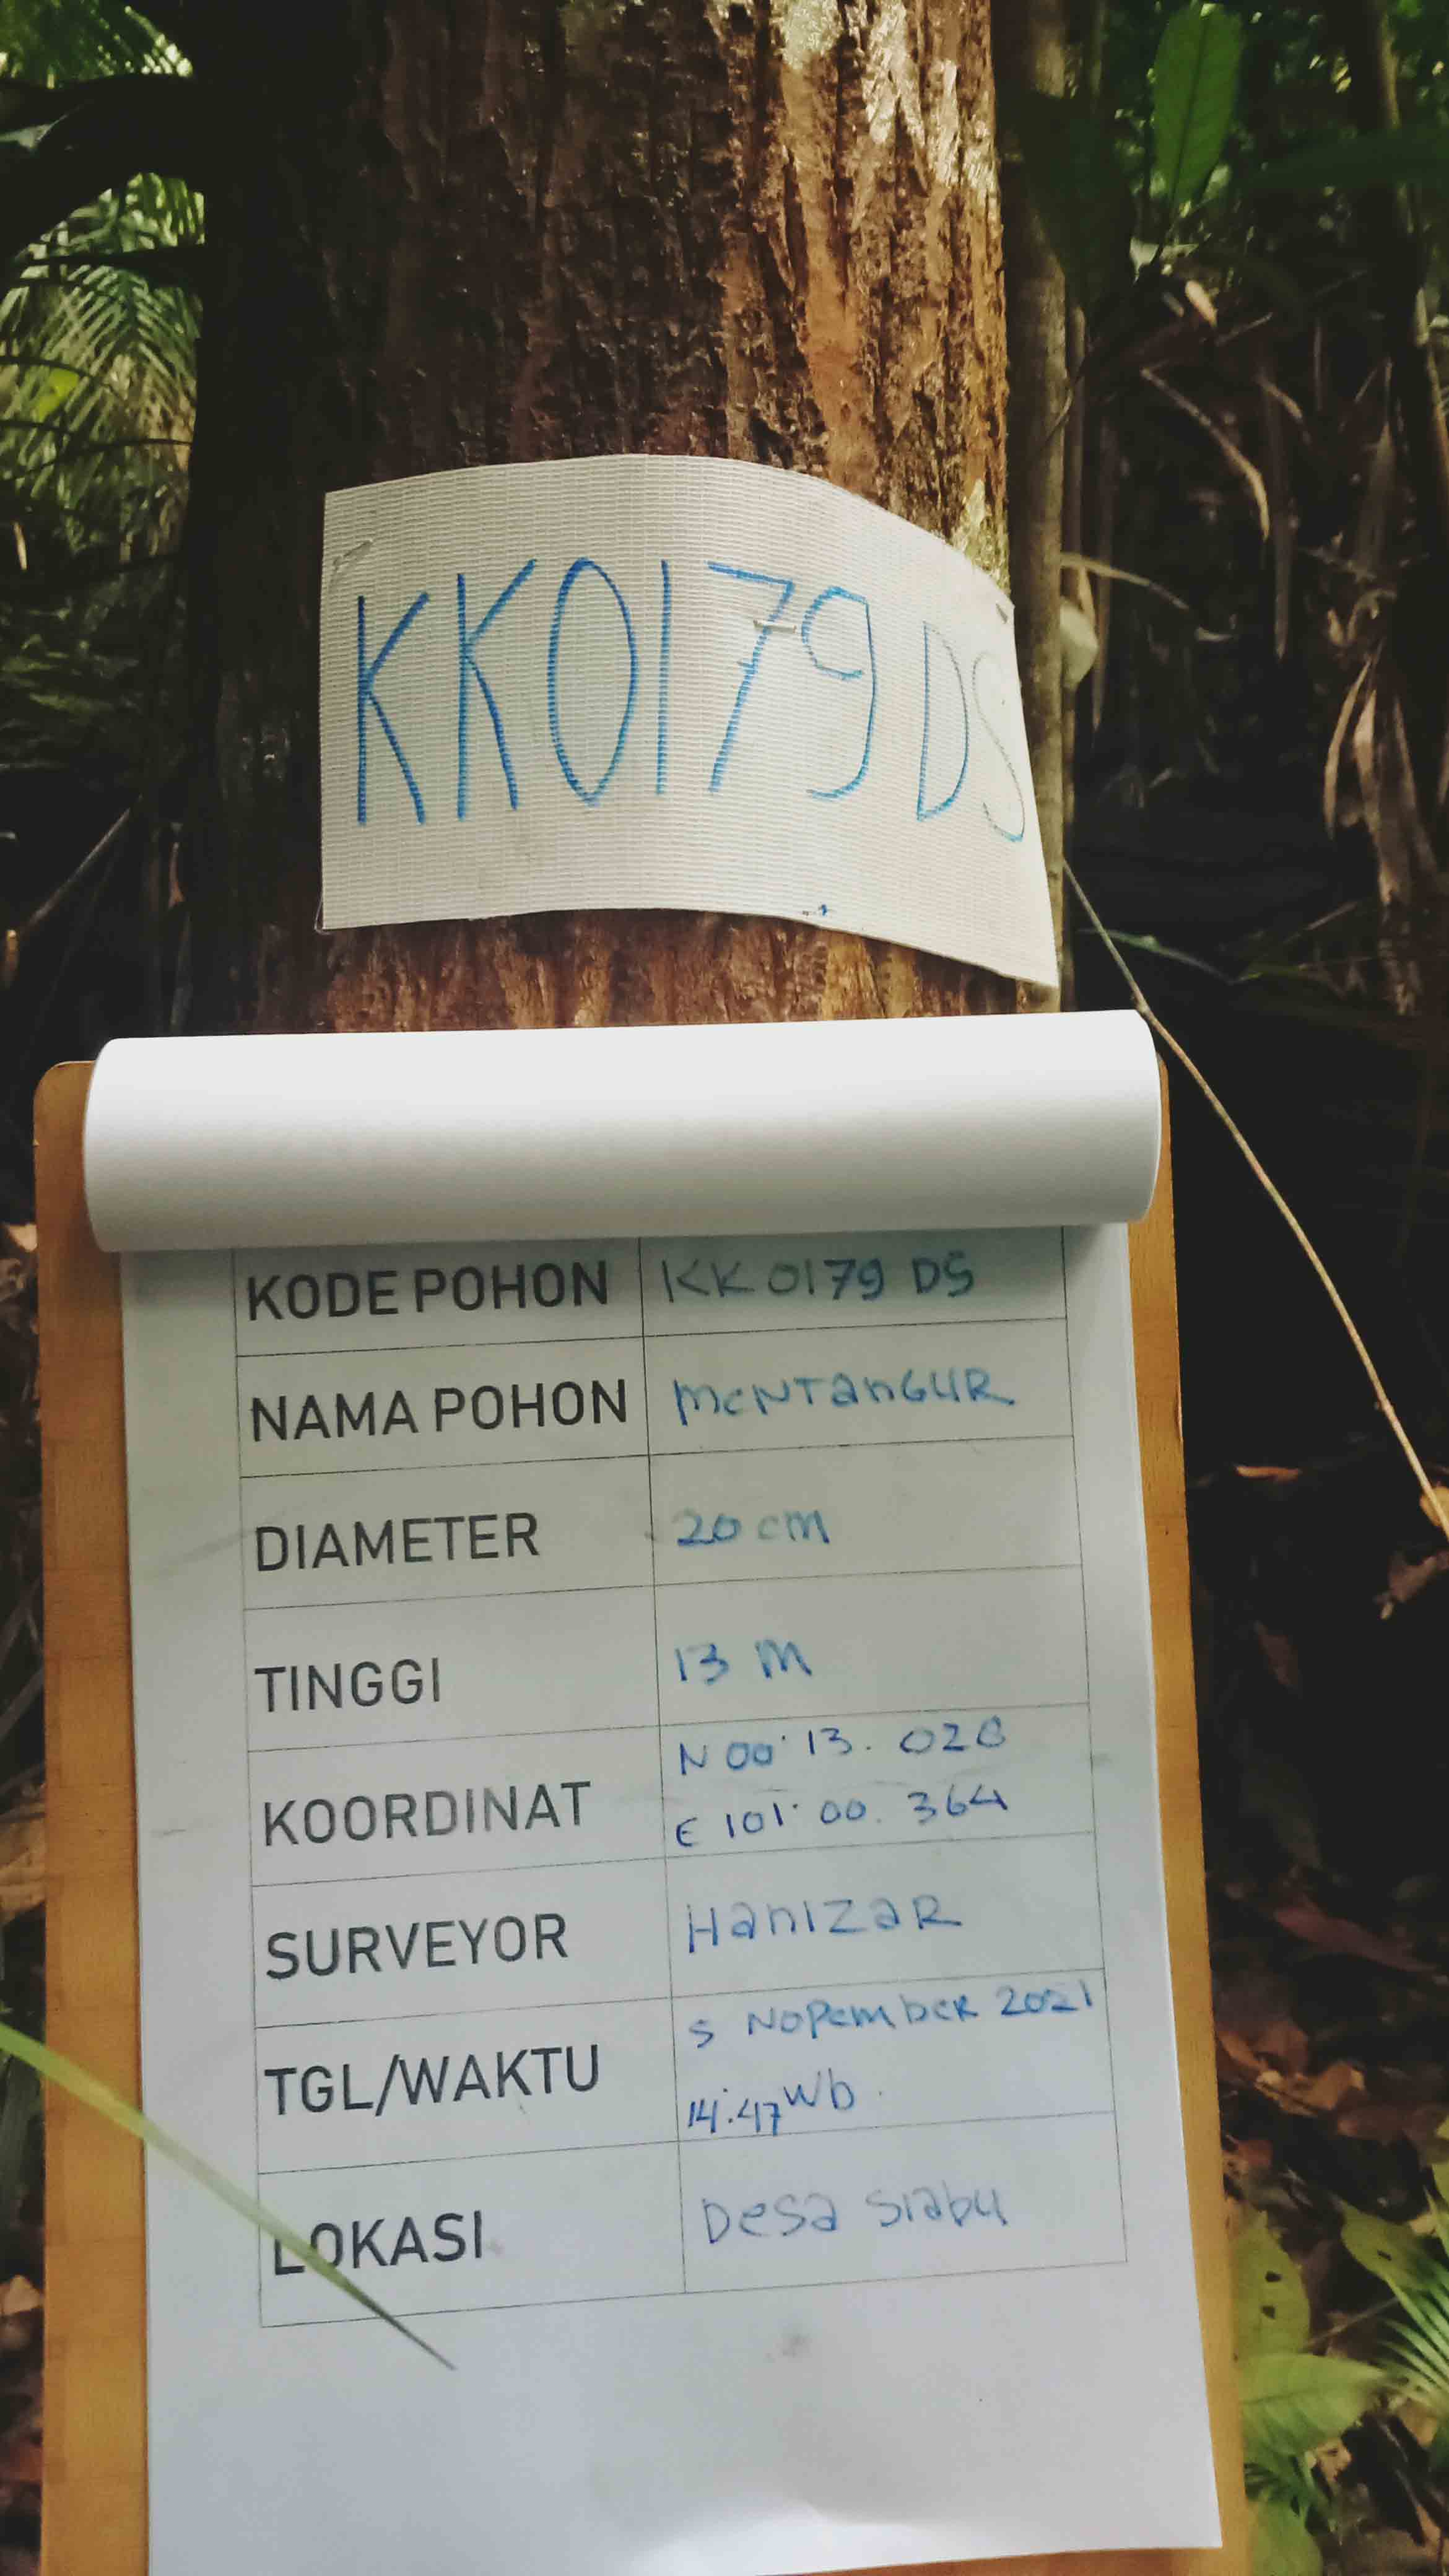 KK0179 DS
KODE POHON KK 0179 DS
NAMA POHON MeNTanGUR
DIAMETER 20 cm
TINGGI 13 M
KOORDINAT N 00° 13. 028
E 101° 00. 364
SURVEYOR HanIzaR
TGL/WAKTU 5 NoPembeR 2021
14:47 Wb
LOKASI Desa siabu